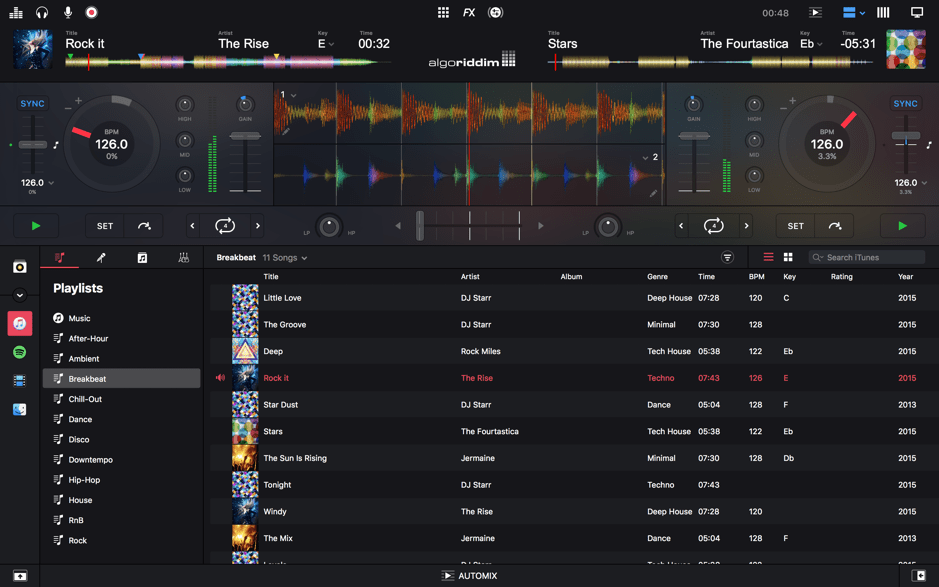 FX
00:48
Title Artist Key Time
Rock it The Rise E 00:32
algoriddim
Title Artist Key Time
Stars The Fourtastica Eb -05:31
SYNC
BPM
126.0
0%
126.0
0%
HIGH
MID
LOW
GAIN
1
2
GAIN
HIGH
MID
LOW
BPM
126.0
3.3%
SYNC
126.0
3.3%
SET
4
LP HP
LP HP
4
SET
Breakbeat 11 Songs
Search iTunes
Playlists
Music
After-Hour
Ambient
Breakbeat
Chill-Out
Dance
Disco
Downtempo
Hip-Hop
House
RnB
Rock
Title Artist Album Genre Time BPM Key Rating Year
Little Love DJ Starr Deep House 07:28 120 C 2015
The Groove DJ Starr Minimal 07:30 128 2015
Deep Rock Miles Tech House 05:38 122 Eb 2015
Rock it The Rise Techno 07:43 126 E 2015
Star Dust DJ Starr Dance 05:04 128 F 2013
Stars The Fourtastica Tech House 05:38 122 Eb 2015
The Sun Is Rising Jermaine Minimal 07:30 128 Db 2015
Tonight DJ Starr Techno 07:43 2015
Windy The Rise Deep House 07:28 120 2015
The Mix Jermaine Dance 05:04 128 F 2013
AUTOMIX